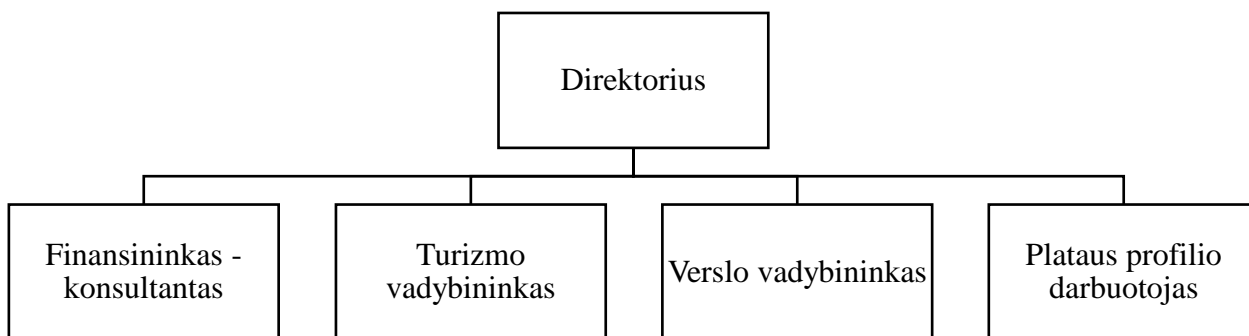 Direktorius
Finansininkas -
konsultantas
Turizmo
vadybininkas
Verslo vadybininkas
Plataus profilio
darbuotojas